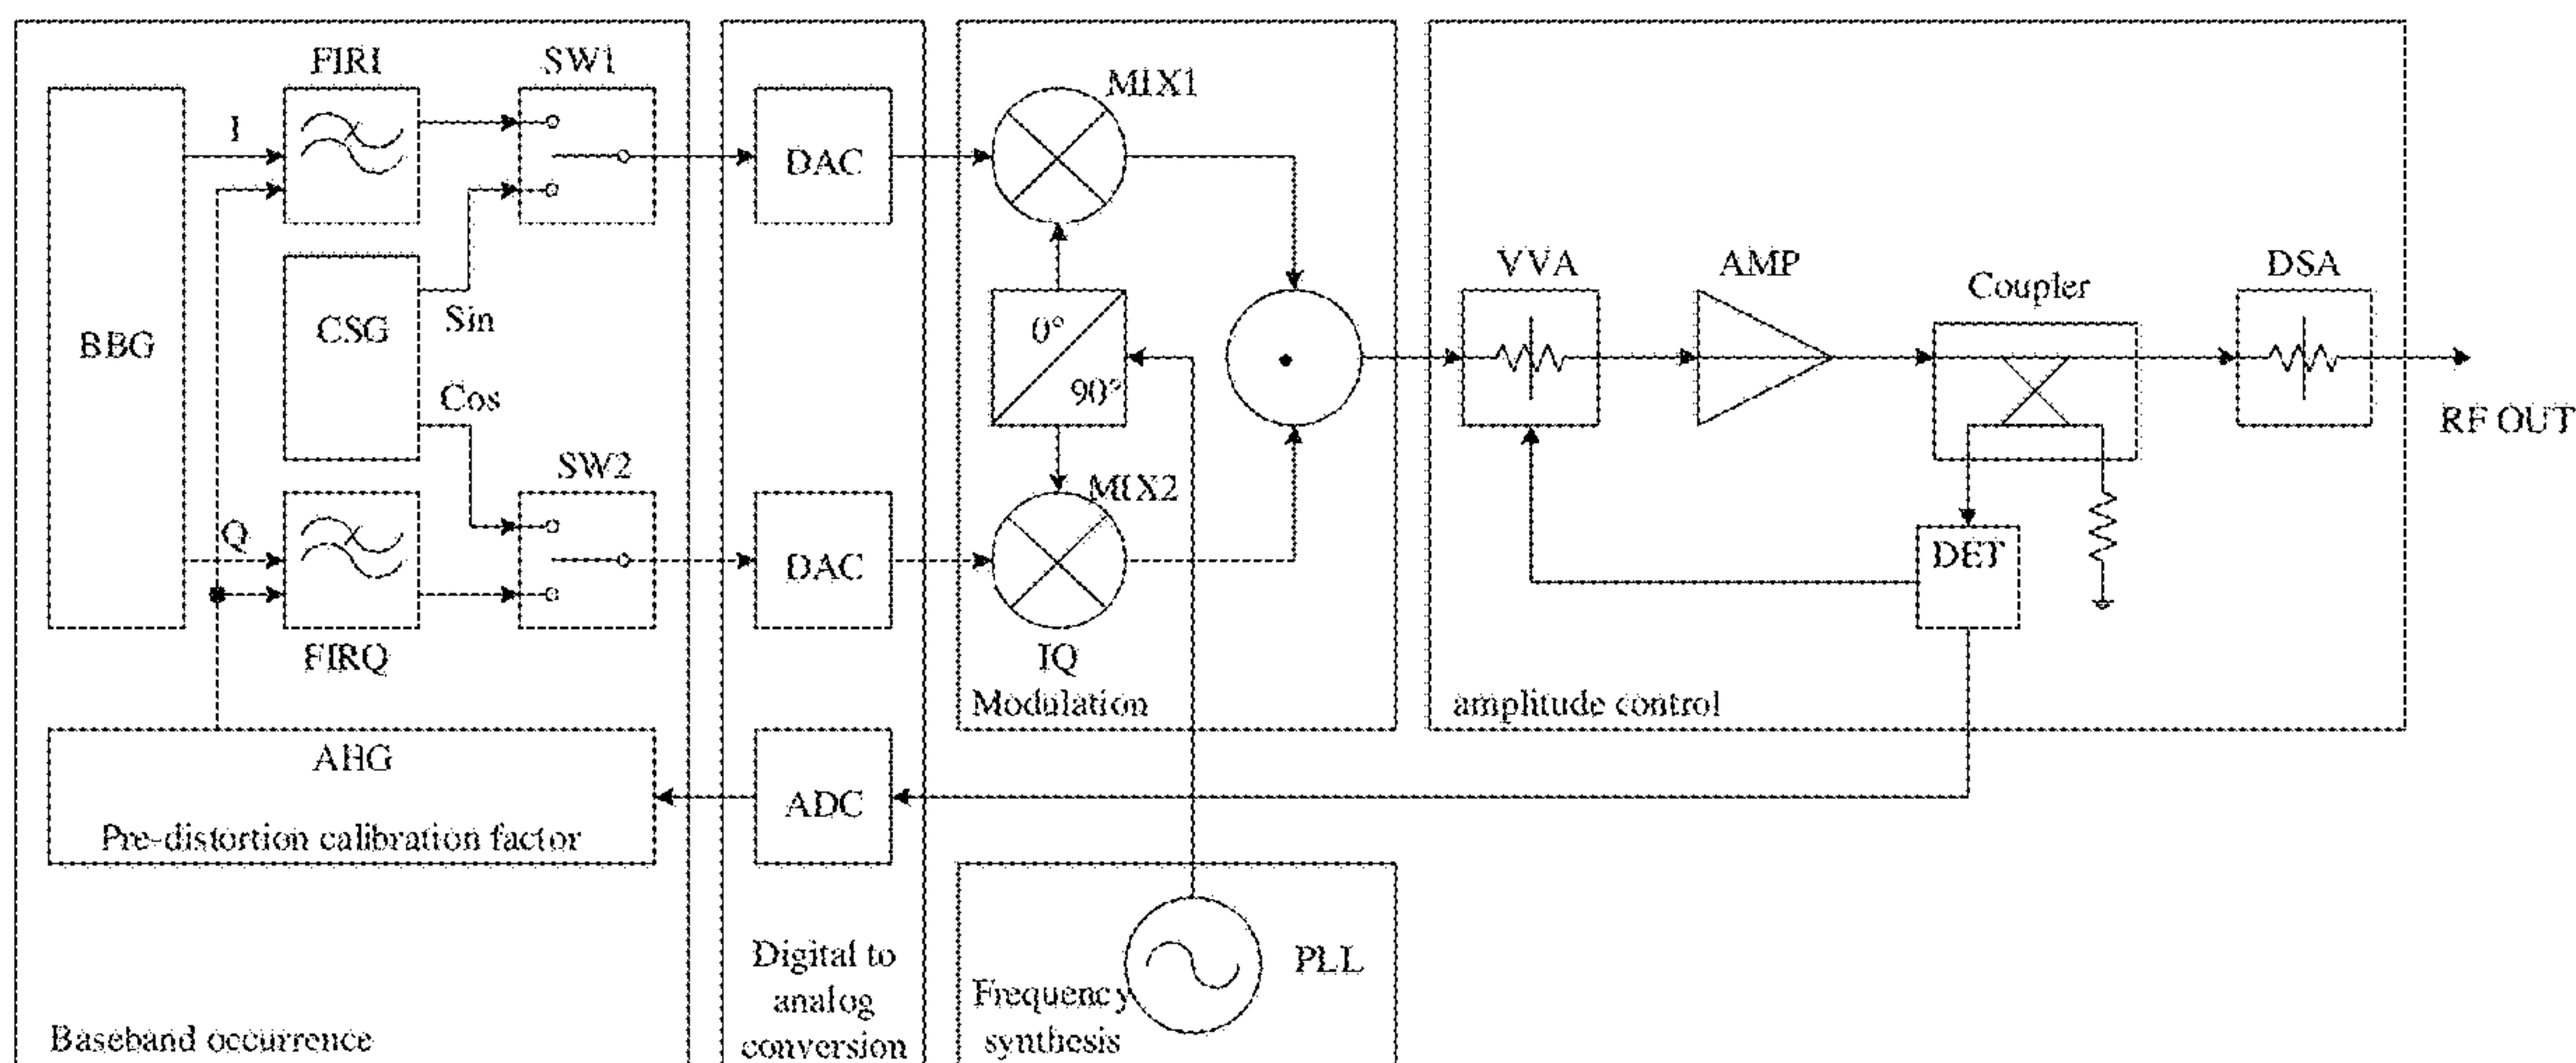 FIRI
SW1
MIX1
I
DAC
VVA
AMP
Coupler
DSA
BBG
CSG
Sin
0°
90°
Cos
RF OUT
SW2
MIX2
Q
DAC
DET
FIRQ
IQ
Modulation
amplitude control
AHG
Pre-distortion calibration factor
ADC
Digital to
analog
conversion
Frequency
synthesis
PLL
Baseband occurrence